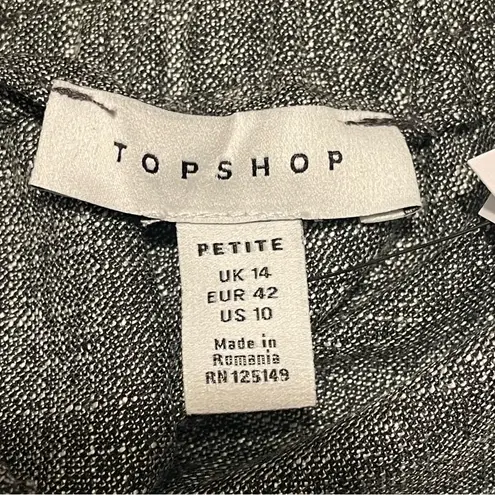 TOPSHOP
PETITE
UK 14
EUR 42
US 10
Made in
Romania
RN 125149